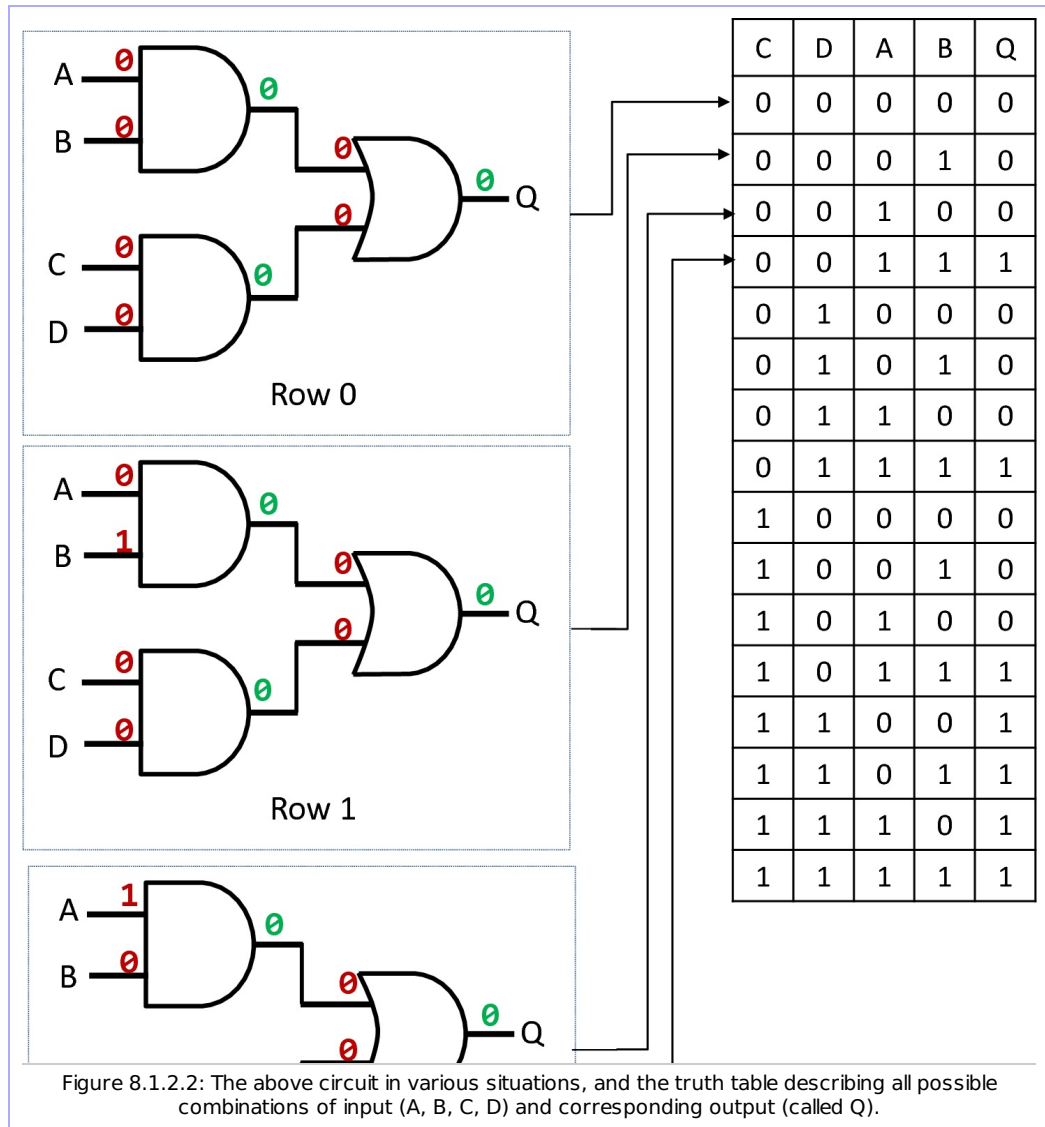 A 0
0
B 0
0
0
Q
0
C 0
0
D 0
Row 0
A 0
0
B 1
0
0
Q
0
C 0
0
D 0
Row 1
A 1
0
B 0
0
0
Q
0
C D A B Q
0 0 0 0 0
0 0 0 1 0
0 0 1 0 0
0 0 1 1 1
0 1 0 0 0
0 1 0 1 0
0 1 1 0 0
0 1 1 1 1
1 0 0 0 0
1 0 0 1 0
1 0 1 0 0
1 0 1 1 1
1 1 0 0 1
1 1 0 1 1
1 1 1 0 1
1 1 1 1 1
Figure 8.1.2.2: The above circuit in various situations, and the truth table describing all possible
combinations of input (A, B, C, D) and corresponding output (called Q).